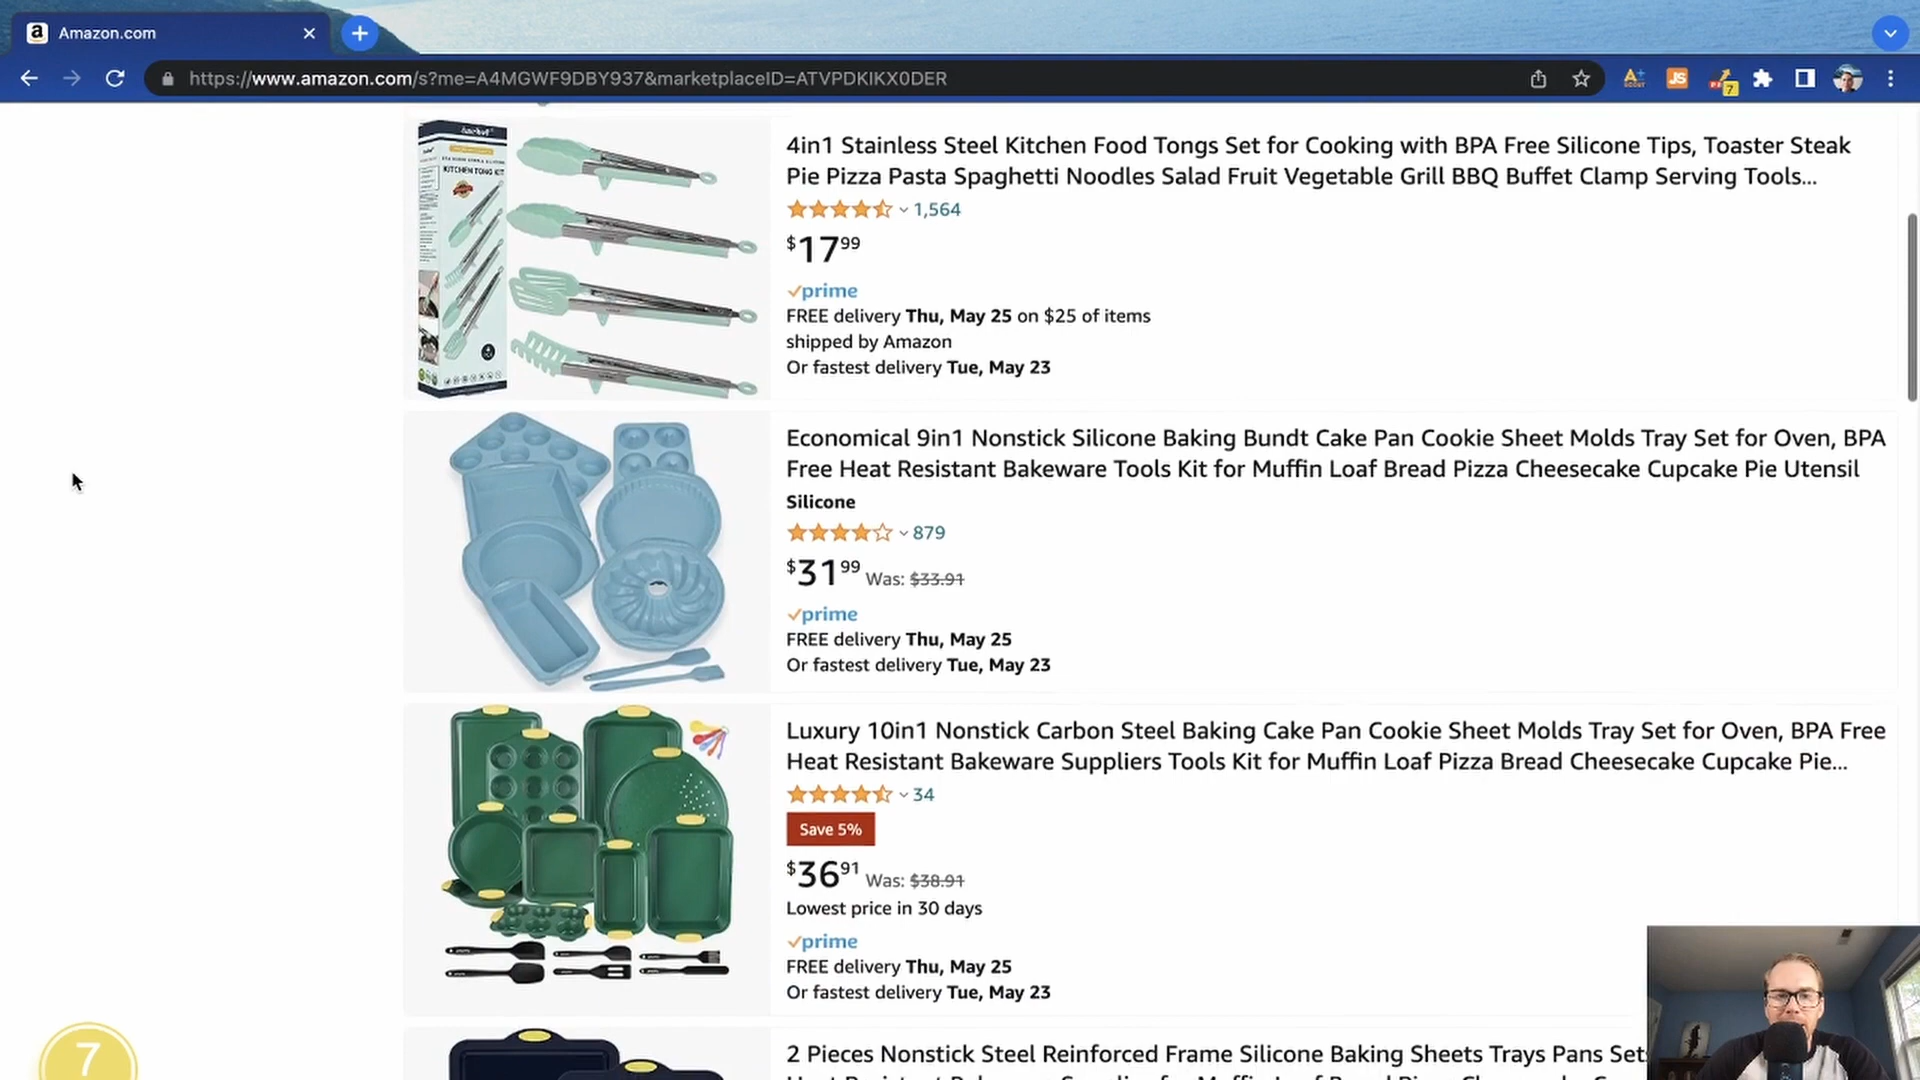 Amazon.com
https://www.amazon.com/s?me=A4MGWF9DBY937&marketplaceID=ATVPDKIKX0DER
JS
7
KITCHEN TONG KIT
4in1 Stainless Steel Kitchen Food Tongs Set for Cooking with BPA Free Silicone Tips, Toaster Steak
Pie Pizza Pasta Spaghetti Noodles Salad Fruit Vegetable Grill BBQ Buffet Clamp Serving Tools...
1,564
$17.99
prime
FREE delivery Thu, May 25 on $25 of items
shipped by Amazon
Or fastest delivery Tue, May 23
Economical 9in1 Nonstick Silicone Baking Bundt Cake Pan Cookie Sheet Molds Tray Set for Oven, BPA
Free Heat Resistant Bakeware Tools Kit for Muffin Loaf Bread Pizza Cheesecake Cupcake Pie Utensil
Silicone
879
$31.99 Was: $33.91
prime
FREE delivery Thu, May 25
Or fastest delivery Tue, May 23
Luxury 10in1 Nonstick Carbon Steel Baking Cake Pan Cookie Sheet Molds Tray Set for Oven, BPA Free
Heat Resistant Bakeware Suppliers Tools Kit for Muffin Loaf Pizza Bread Cheesecake Cupcake Pie...
34
Save 5%
$36.91 Was: $38.91
Lowest price in 30 days
prime
FREE delivery Thu, May 25
Or fastest delivery Tue, May 23
2 Pieces Nonstick Steel Reinforced Frame Silicone Baking Sheets Trays Pans Set
7